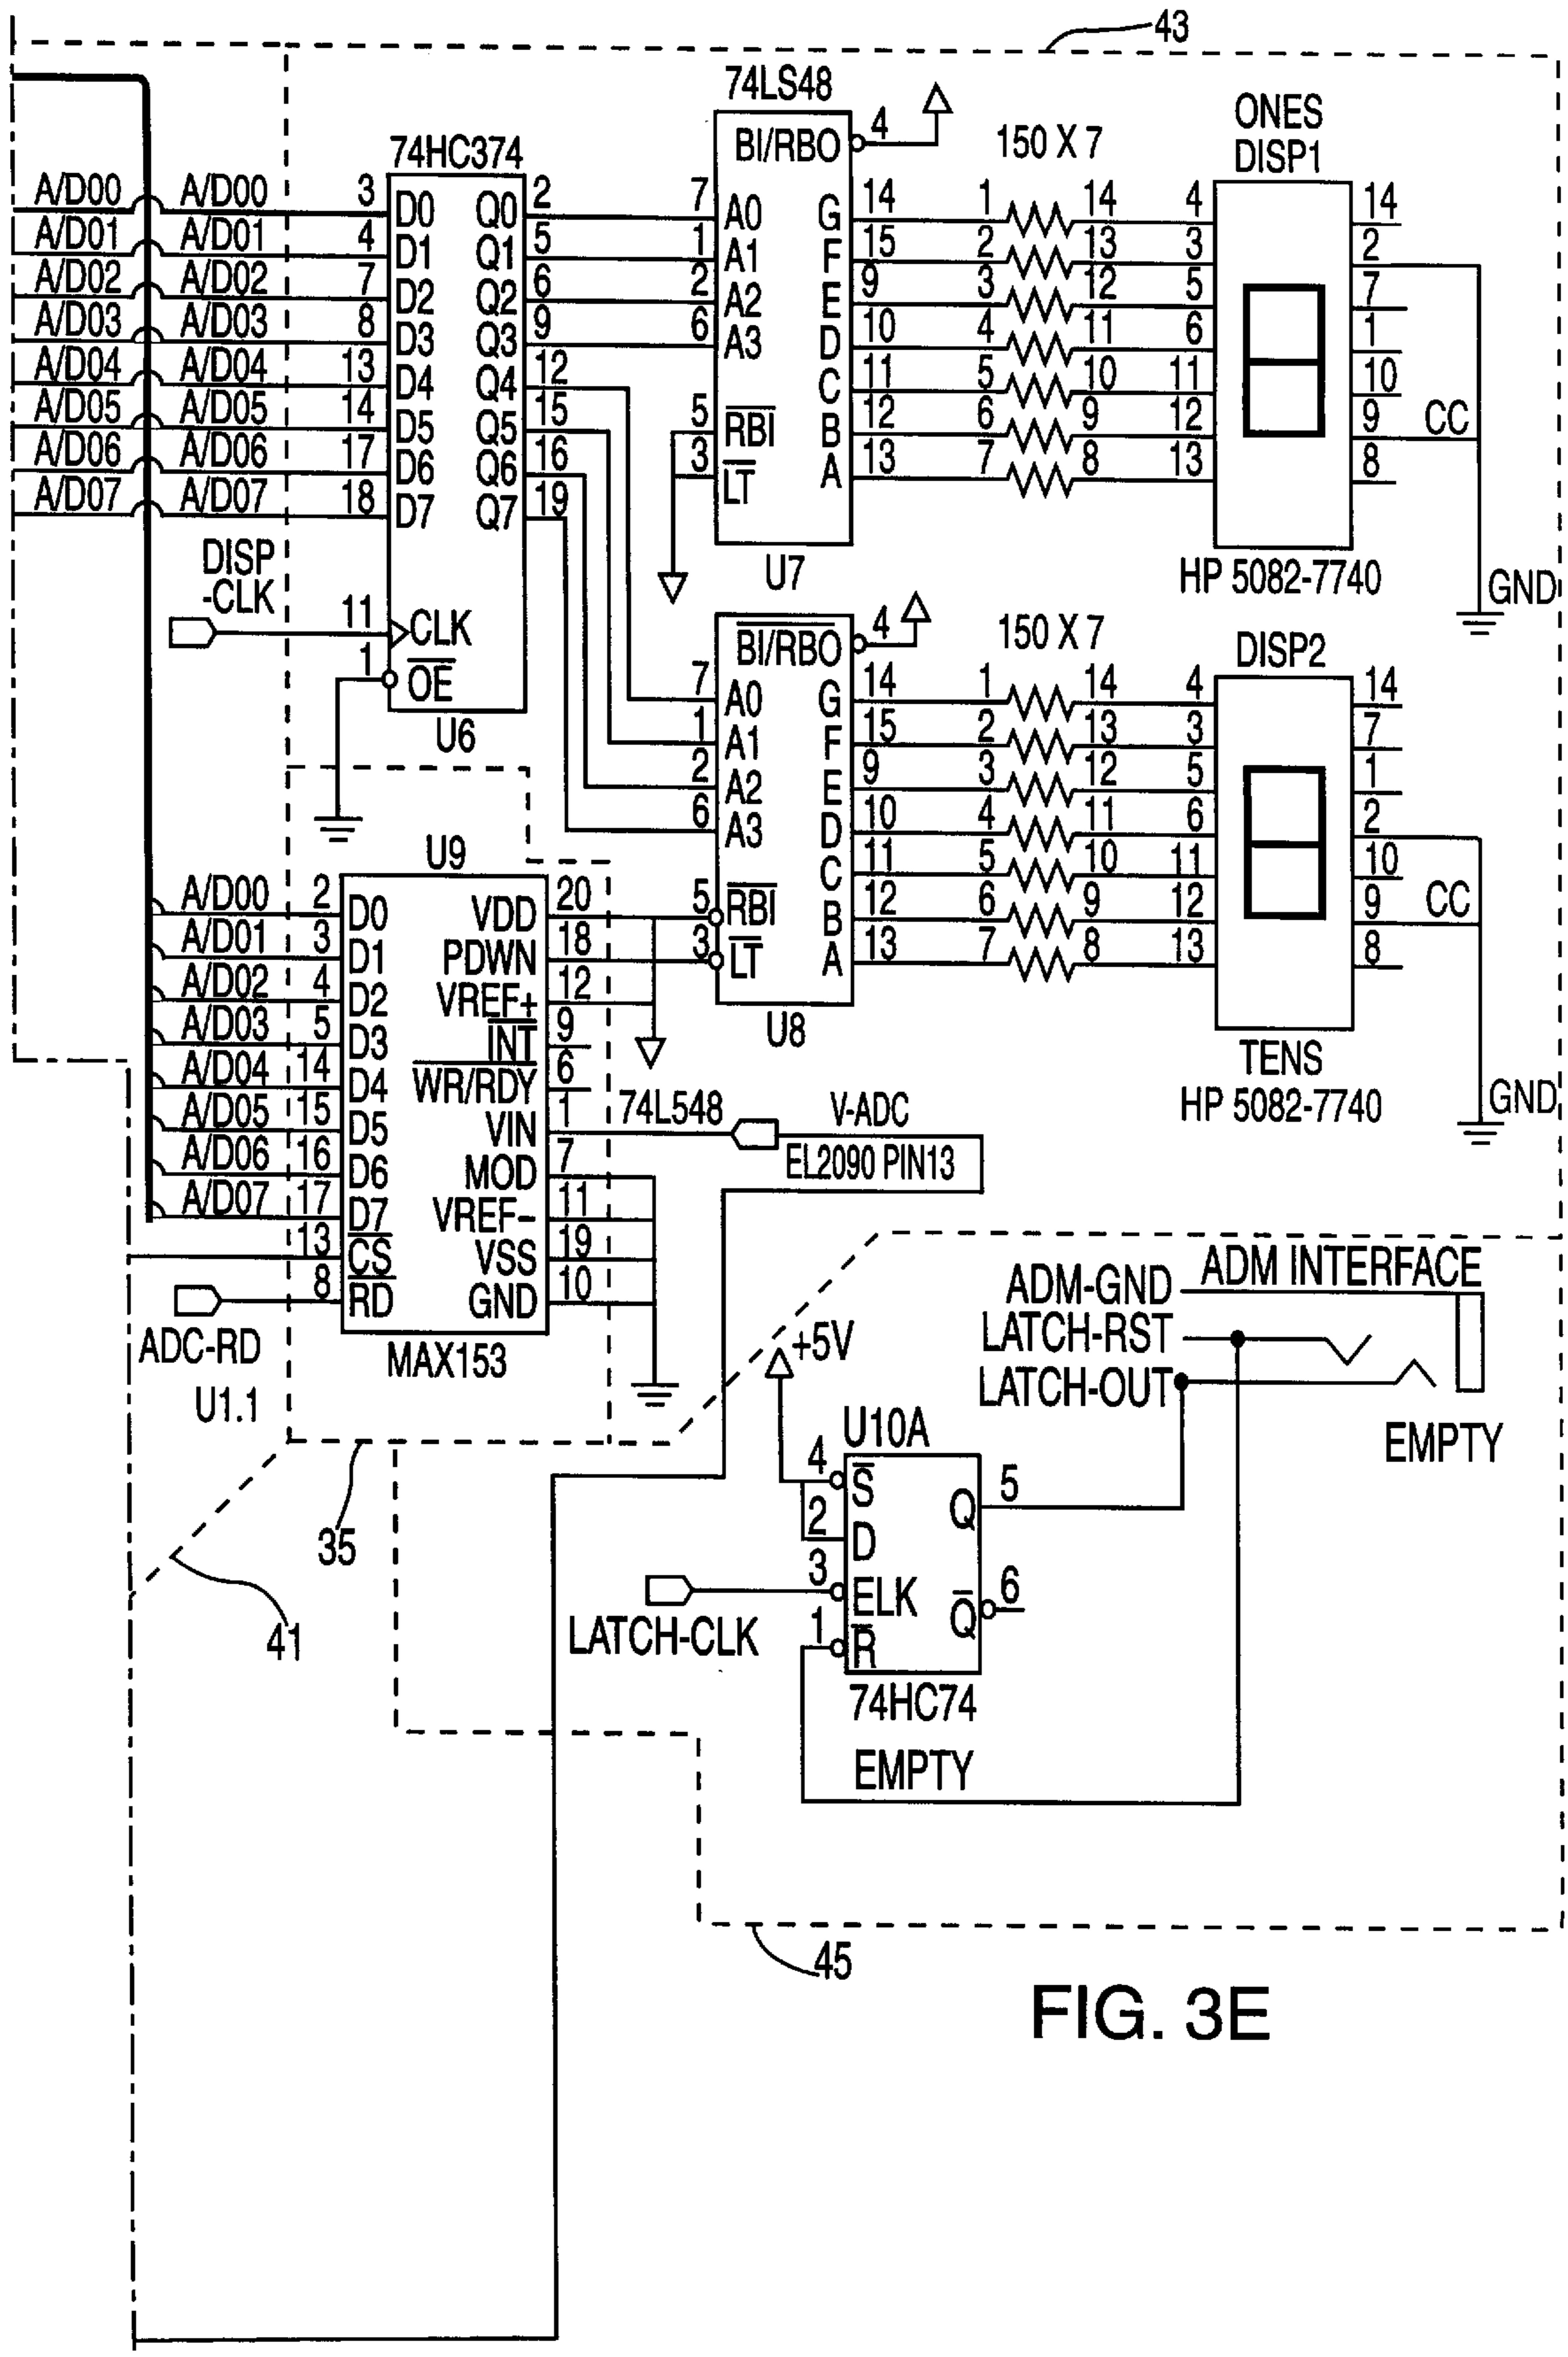 43
74LS48
ONES
DISP1
150 X 7
74HC374
BI/RBO 4
A/D00 A/D00 3 D0 Q0 2 7 A0 G 14 1 14 4 14
A/D01 A/D01 4 D1 Q1 5 1 A1 F 15 2 13 3 2
A/D02 A/D02 7 D2 Q2 6 2 A2 E 9 3 12 5 7
A/D03 A/D03 8 D3 Q3 9 6 A3 D 10 4 11 6 1
A/D04 A/D04 13 D4 Q4 12 C 11 5 10 11 10
A/D05 A/D05 14 D5 Q5 15 5 RBI B 12 6 9 12 9 CC
A/D06 A/D06 17 D6 Q6 16 3 LT A 13 7 8 13 8
A/D07 A/D07 18 D7 Q7 19
DISP
-CLK
U7
HP 5082-7740
GND
11 CLK
1 OE
U6
BI/RBO 4
150 X 7
DISP2
7 A0 G 14 1 14 4 14
1 A1 F 15 2 13 3 7
2 A2 E 9 3 12 5 1
6 A3 D 10 4 11 6 2
C 11 5 10 11 10
5 RBI B 12 6 9 12 9 CC
3 LT A 13 7 8 13 8
U8
TENS
HP 5082-7740
GND
U9
A/D00 2 D0 VDD 20
A/D01 3 D1 PDWN 18
A/D02 4 D2 VREF+ 12
A/D03 5 D3 INT 9
A/D04 14 D4 WR/RDY 6
A/D05 15 D5 VIN 1 74L548 V-ADC
EL2090 PIN13
A/D06 16 D6 MOD 7
A/D07 17 D7 VREF- 11
13 CS VSS 19
8 RD GND 10
ADC-RD
MAX153
U1.1
ADM INTERFACE
ADM-GND
LATCH-RST
LATCH-OUT
EMPTY
+5V
U10A
4 S
2 D Q 5
3 ELK
1 R Q 6
LATCH-CLK
74HC74
EMPTY
35
41
45
FIG. 3E